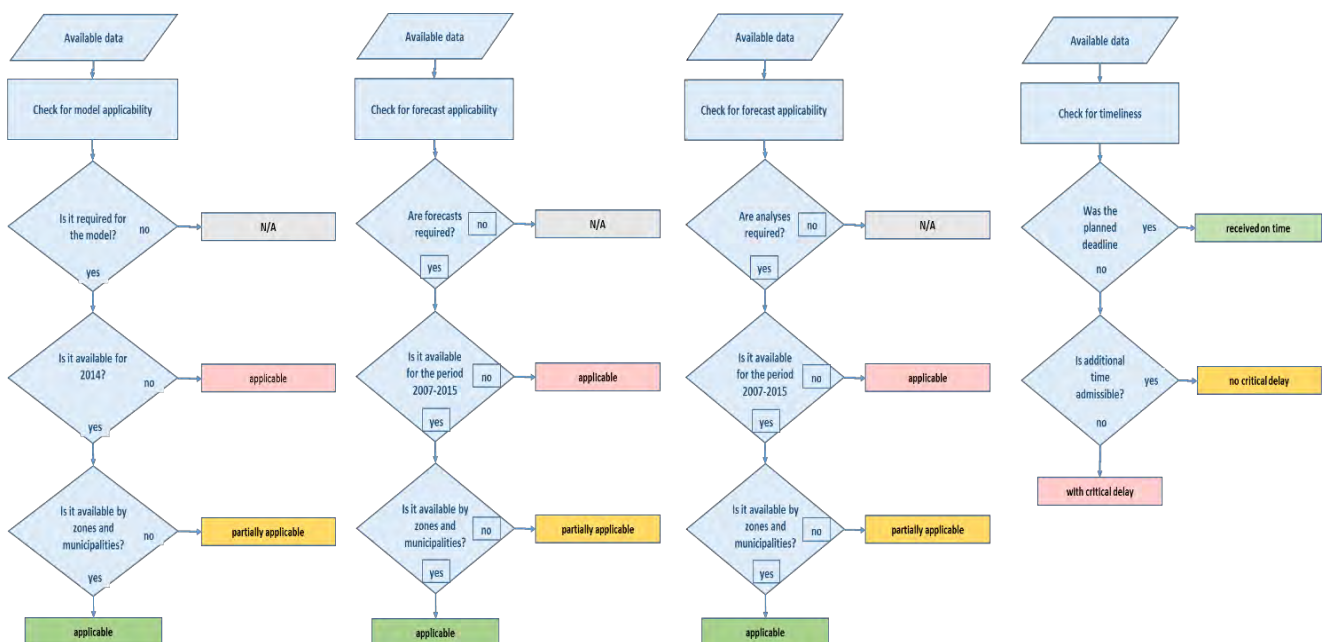 Available data
Check for model applicability
Is it required for
the model?
no
N/A
yes
Is it available for
2014?
no
applicable
yes
Is it available by
zones and
municipalities?
no
partially applicable
yes
applicable
Available data
Check for forecast applicability
Are forecasts
required?
no
N/A
yes
Is it available
for the period
2007-2015
no
applicable
yes
Is it available by
zones and
municipalities?
no
partially applicable
yes
applicable
Available data
Check for forecast applicability
Are analyses
required?
no
N/A
yes
Is it available
for the period
2007-2015
no
applicable
yes
Is it available by
zones and
municipalities?
no
partially applicable
yes
applicable
Available data
Check for timeliness
Was the
planned
deadline
yes
received on time
no
Is additional
time
admissible?
yes
no critical delay
no
with critical delay